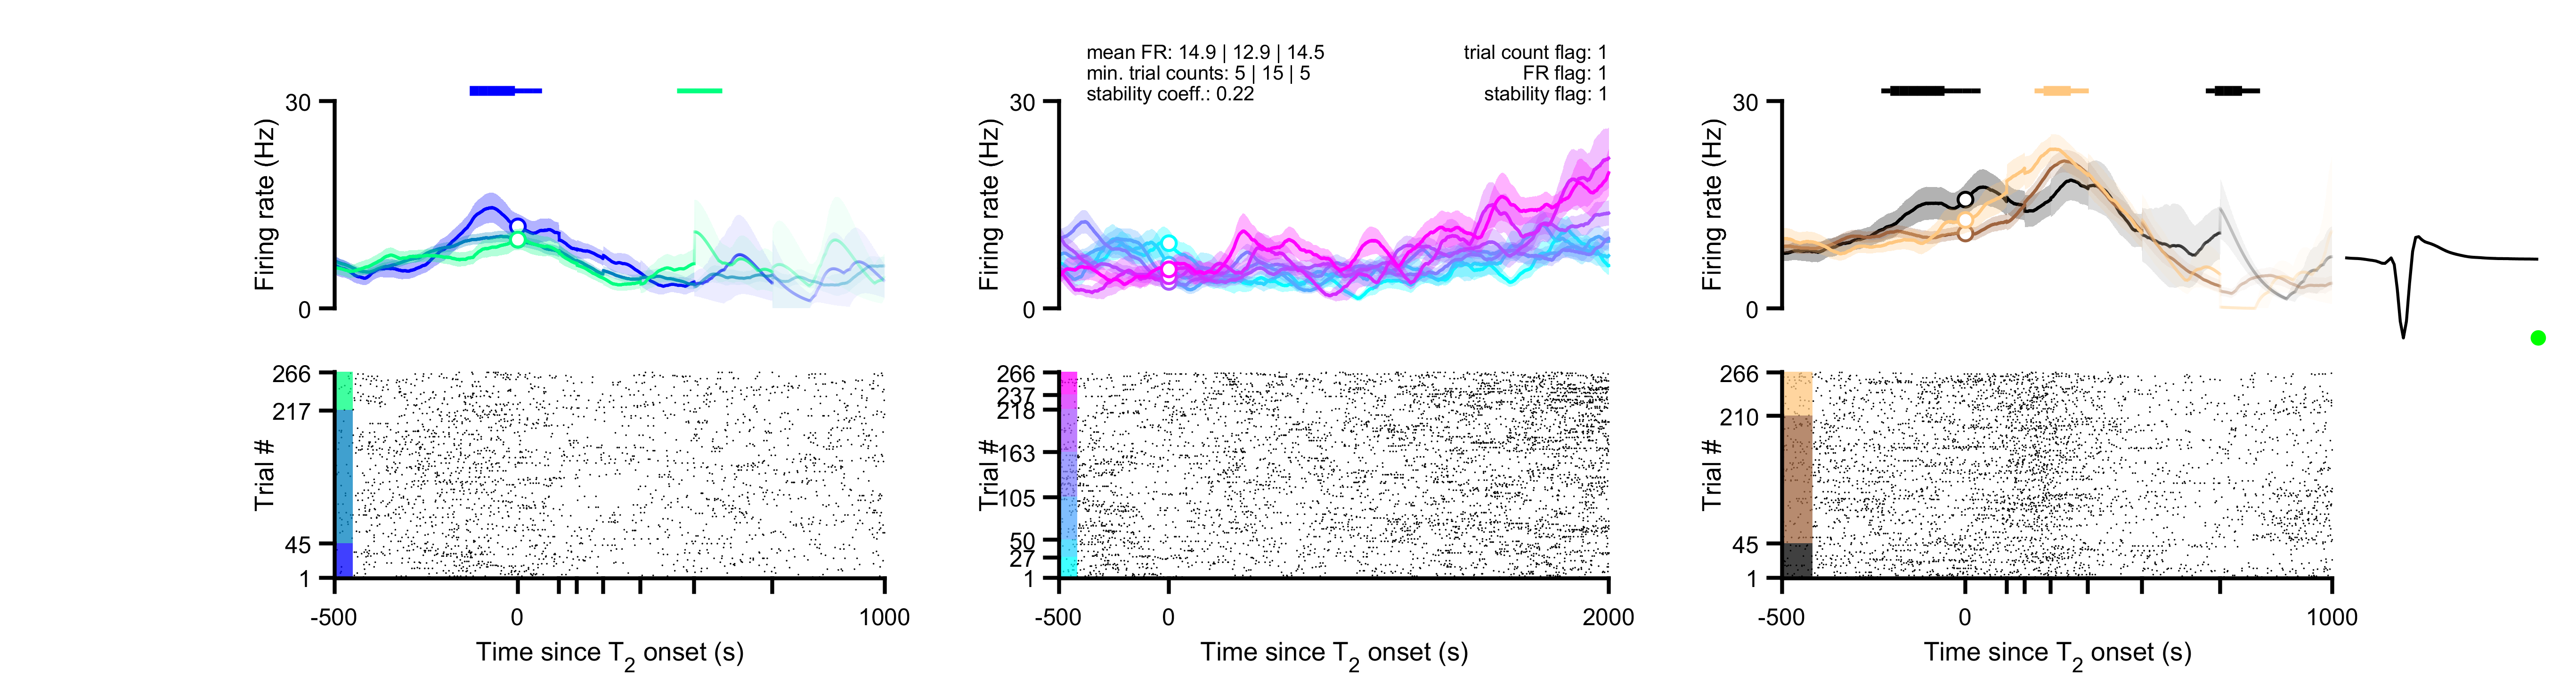 mean FR: 14.9 | 12.9 | 14.5
min. trial counts: 5 | 15 | 5
stability coeff.: 0.22
trial count flag: 1
FR flag: 1
stability flag: 1
30
0
Firing rate (Hz)
266
217
45
1
Trial #
-500
0
1000
Time since T2 onset (s)
30
0
Firing rate (Hz)
266
237
218
163
105
50
27
1
Trial #
-500
0
2000
Time since T2 onset (s)
30
0
Firing rate (Hz)
266
210
45
1
Trial #
-500
0
1000
Time since T2 onset (s)